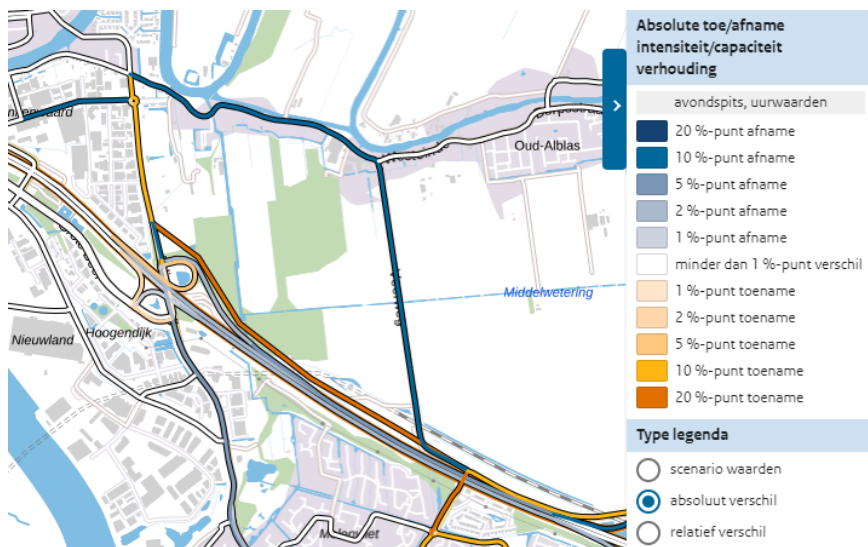 Absolute toe/afname
intensiteit/capaciteit
verhouding
avondspits, uurwaarden
20 %-punt afname
10 %-punt afname
5 %-punt afname
2 %-punt afname
1 %-punt afname
minder dan 1 %-punt verschil
1 %-punt toename
2 %-punt toename
5 %-punt toename
10 %-punt toename
20 %-punt toename
Type legenda
scenario waarden
absoluut verschil
relatief verschil
Oud-Alblas
Middelwetering
Nieuwland
Hoogendijk